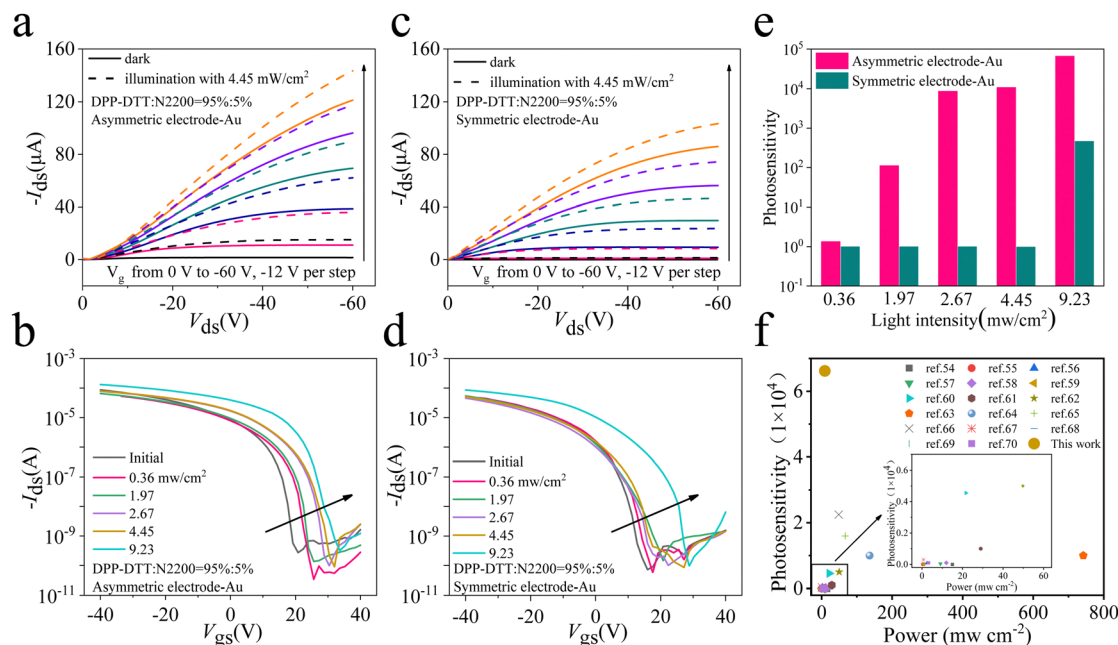 a
160
120
80
40
0
-Ids(μA)
dark
illumination with 4.45 mW/cm2
DPP-DTT:N2200=95%:5%
Asymmetric electrode-Au
Vg from 0 V to -60 V, -12 V per step
0 -20 -40 -60
Vds(V)
c
160
120
80
40
0
-Ids(μA)
dark
illumination with 4.45 mW/cm2
DPP-DTT:N2200=95%:5%
Symmetric electrode-Au
Vg from 0 V to -60 V, -12 V per step
0 -20 -40 -60
Vds(V)
e
10^5
10^4
10^3
10^2
10^1
10^0
10^-1
Photosensitivity
Asymmetric electrode-Au
Symmetric electrode-Au
0.36 1.97 2.67 4.45 9.23
Light intensity(mw/cm2)
b
10^-3
10^-5
10^-7
10^-9
10^-11
-Ids(A)
Initial
0.36 mw/cm2
1.97
2.67
4.45
9.23
DPP-DTT:N2200=95%:5%
Asymmetric electrode-Au
-40 -20 0 20 40
Vgs(V)
d
10^-3
10^-5
10^-7
10^-9
10^-11
-Ids(A)
Initial
0.36 mw/cm2
1.97
2.67
4.45
9.23
DPP-DTT:N2200=95%:5%
Symmetric electrode-Au
-40 -20 0 20 40
Vgs(V)
f
6
4
2
0
Photosensitivity (1×10^4)
ref.54 ref.55 ref.56
ref.57 ref.58 ref.59
ref.60 ref.61 ref.62
ref.63 ref.64 ref.65
ref.66 ref.67 ref.68
ref.69 ref.70 This work
0.6
0.4
0.2
0.0
Photosensitivity (1×10^4)
0 20 40 60
Power (mw cm-2)
0 200 400 600 800
Power (mw cm-2)